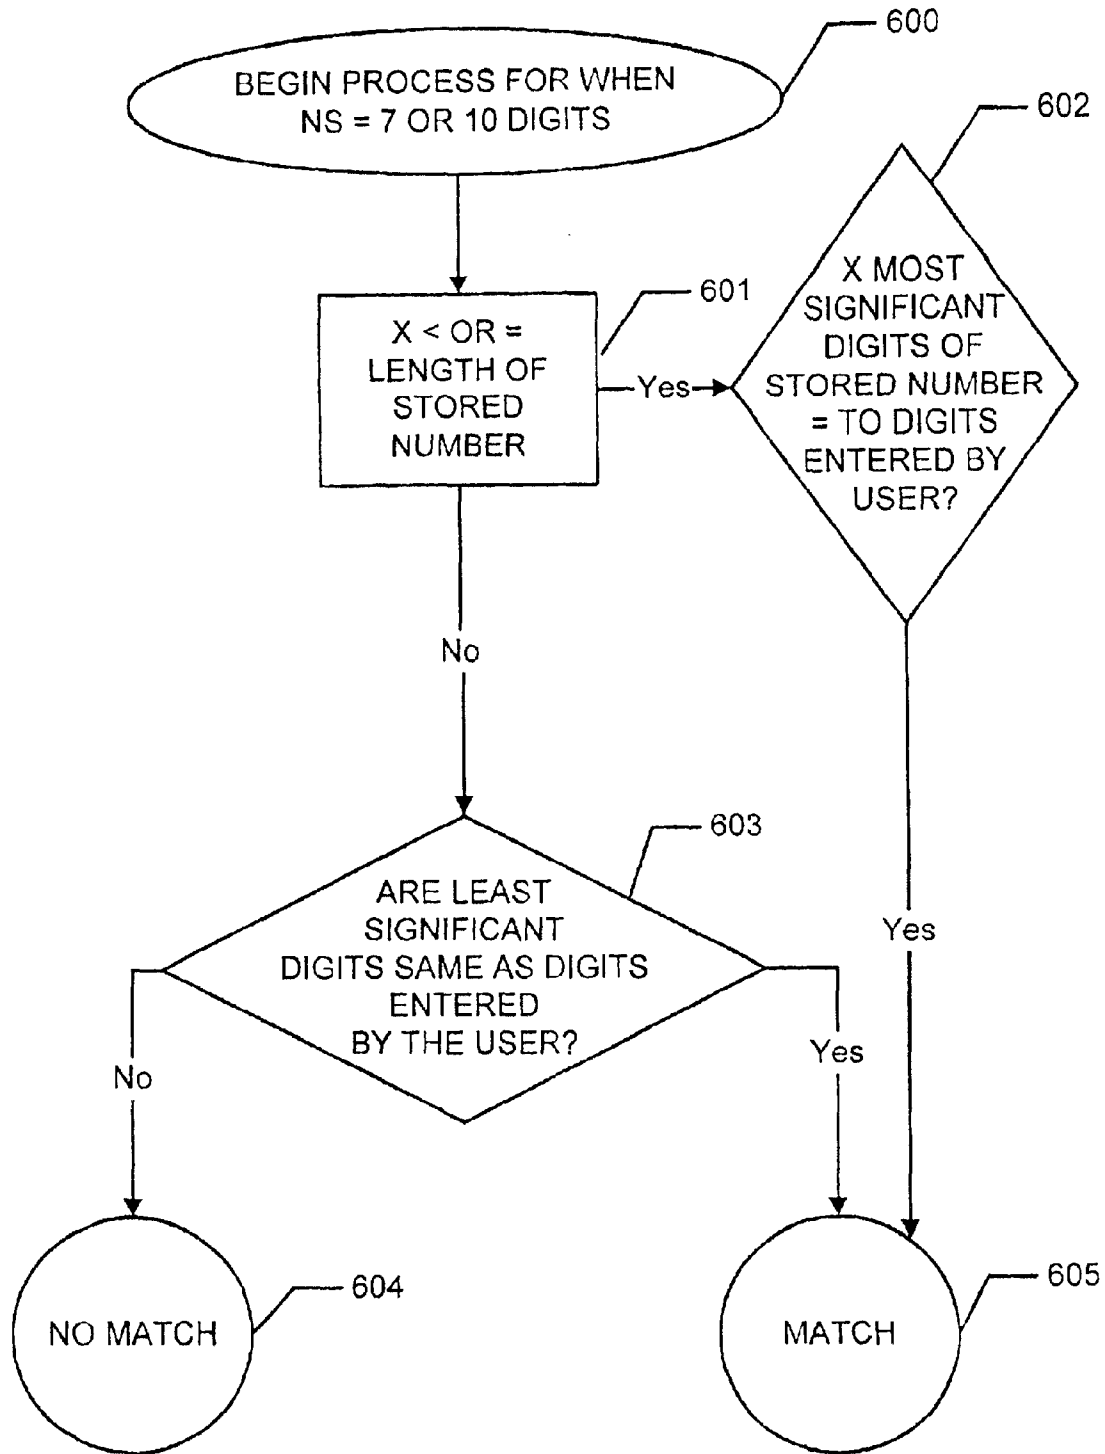 600
BEGIN PROCESS FOR WHEN
NS = 7 OR 10 DIGITS
602
X MOST
SIGNIFICANT
DIGITS OF
STORED NUMBER
= TO DIGITS
ENTERED BY
USER?
601
X < OR =
LENGTH OF
STORED
NUMBER
Yes
No
603
ARE LEAST
SIGNIFICANT
DIGITS SAME AS DIGITS
ENTERED
BY THE USER?
Yes
No
Yes
604
NO MATCH
605
MATCH